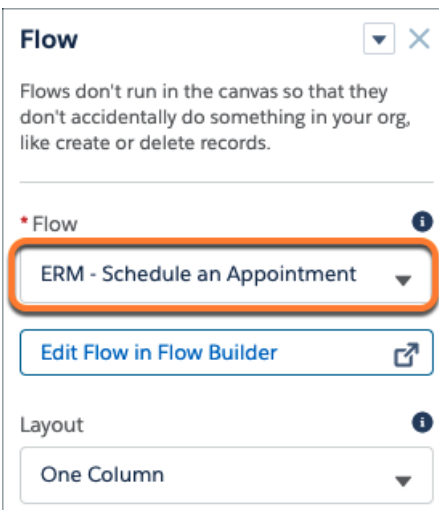 Flow
Flows don't run in the canvas so that they
don't accidentally do something in your org,
like create or delete records.
* Flow
ERM - Schedule an Appointment
Edit Flow in Flow Builder
Layout
One Column